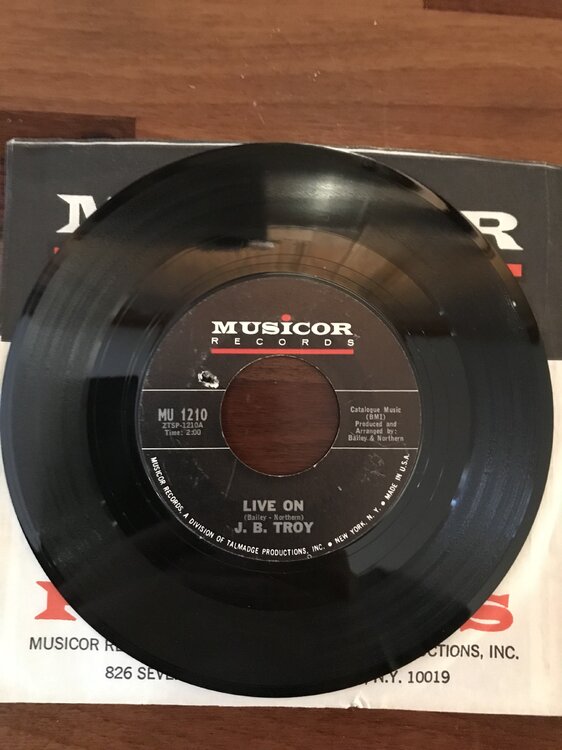 MUSICOR
RECORDS
MU 1210
ZTSP-1210A
Time: 2:00
Catalogue Music
(BMI)
Produced and
Arranged by:
Bailey & Northern
LIVE ON
(Bailey - Northern)
J. B. TROY
MUSICOR RECORDS, A DIVISION OF TALMADGE PRODUCTIONS, INC. ● NEW YORK, N. Y. ● MADE IN U.S.A.
R
S
MUSICOR CTIONS, INC.
826 N.Y. 10019